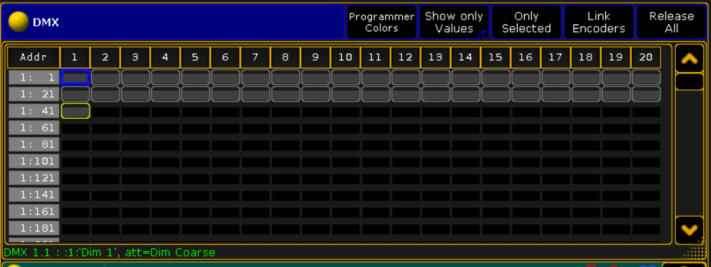 DMX
Programmer Colors
Show only Values
Only Selected
Link Encoders
Release All
Addr 1 2 3 4 5 6 7 8 9 10 11 12 13 14 15 16 17 18 19 20
1: 1
1: 21
1: 41
1: 61
1: 81
1:101
1:121
1:141
1:161
1:181
DMX 1.1 : :1:'Dim 1', att=Dim Coarse